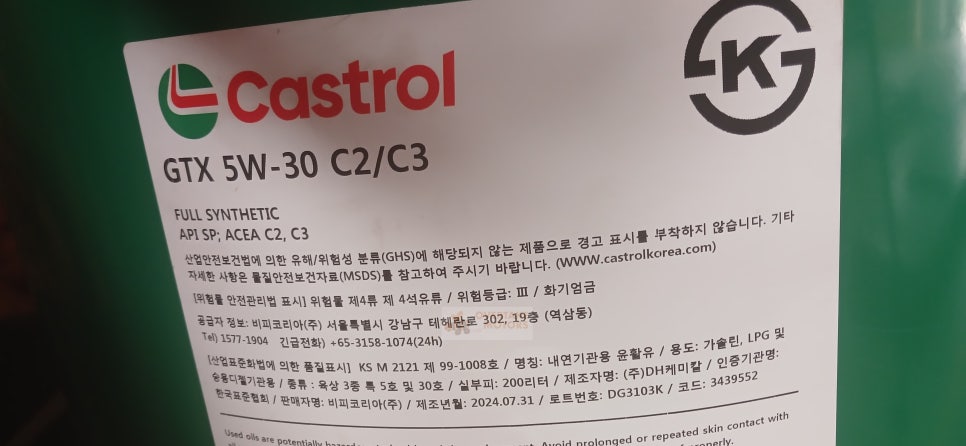 Castrol
K
GTX 5W-30 C2/C3
FULL SYNTHETIC
API SP; ACEA C2, C3
산업안전보건법에 의한 유해/위험성 분류(GHS)에 해당되지 않는 제품으로 경고 표시를 부착하지 않습니다. 기타
자세한 사항은 물질안전보건자료(MSDS)를 참고하여 주시기 바랍니다. (WWW.castrolkorea.com)
[위험물 안전관리법 표시] 위험물 제4류 제 4석유류 / 위험등급: III / 화기엄금
공급자 정보: 비피코리아(주) 서울특별시 강남구 테헤란로 302, 19층 (역삼동)
Tel) 1577-1904 긴급전화) +65-3158-1074(24h)
MOTORS
[산업표준화법에 의한 품질표시] KS M 2121 제 99-1008호 / 명칭: 내연기관용 윤활유 / 용도: 가솔린, LPG 및
승용디젤기관용 / 종류 : 육상 3종 특 5호 및 30호 / 실부피: 200리터 / 제조자명: (주)DH케미칼 / 인증기관명:
한국표준협회 / 판매자명: 비피코리아(주) / 제조년월: 2024.07.31 / 로트번호: DG3103K / 코드: 3439552
Used oils are potentially Avoid prolonged or repeated skin contact with
properly.